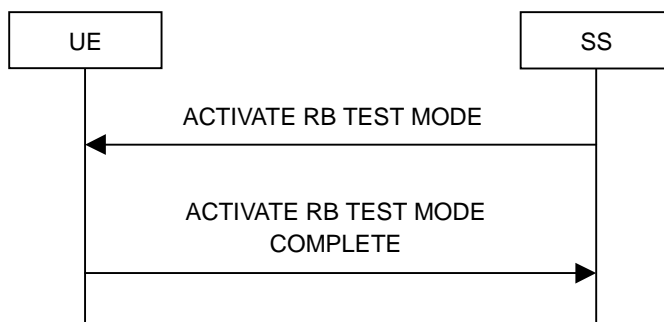 UE
SS
ACTIVATE RB TEST MODE
ACTIVATE RB TEST MODE
COMPLETE